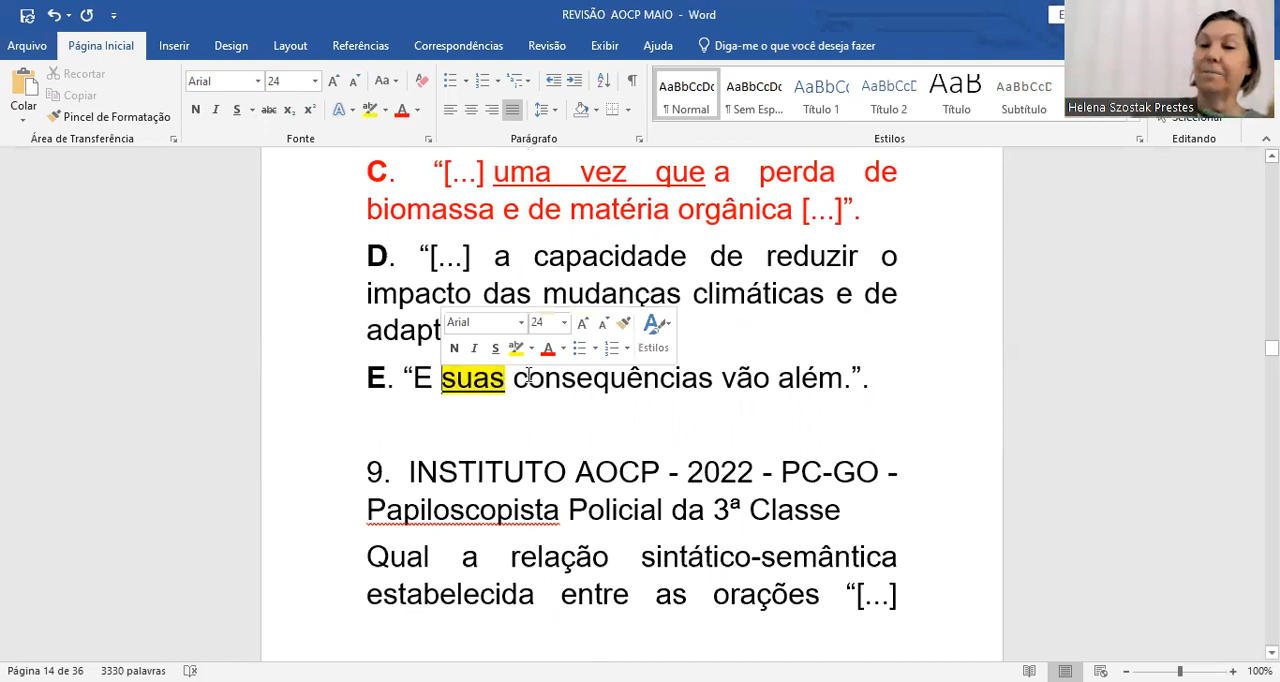 REVISÃO AOCP MAIO - Word
Arquivo Página Inicial Inserir Design Layout Referências Correspondências Revisão Exibir Ajuda Diga-me o que você deseja fazer
Helena Szostak Prestes
Colar
Recortar
Copiar
Pincel de Formatação
Área de Transferência
Arial 24
Fonte
Parágrafo
AaBbCcDc AaBbCcDc AaBbCc AaBbCcD AaB AaBbCcD
¶ Normal ¶ Sem Esp... Título 1 Título 2 Título Subtítulo
Estilos
Editando
C. “[...] uma vez que a perda de
biomassa e de matéria orgânica [...]”.
D. “[...] a capacidade de reduzir o
impacto das mudanças climáticas e de
adapt
Arial 24
N I S Estilos
E. “E suas consequências vão além.”.
9. INSTITUTO AOCP - 2022 - PC-GO -
Papiloscopista Policial da 3ª Classe
Qual a relação sintático-semântica
estabelecida entre as orações “[...]
Página 14 de 36 3330 palavras 100%